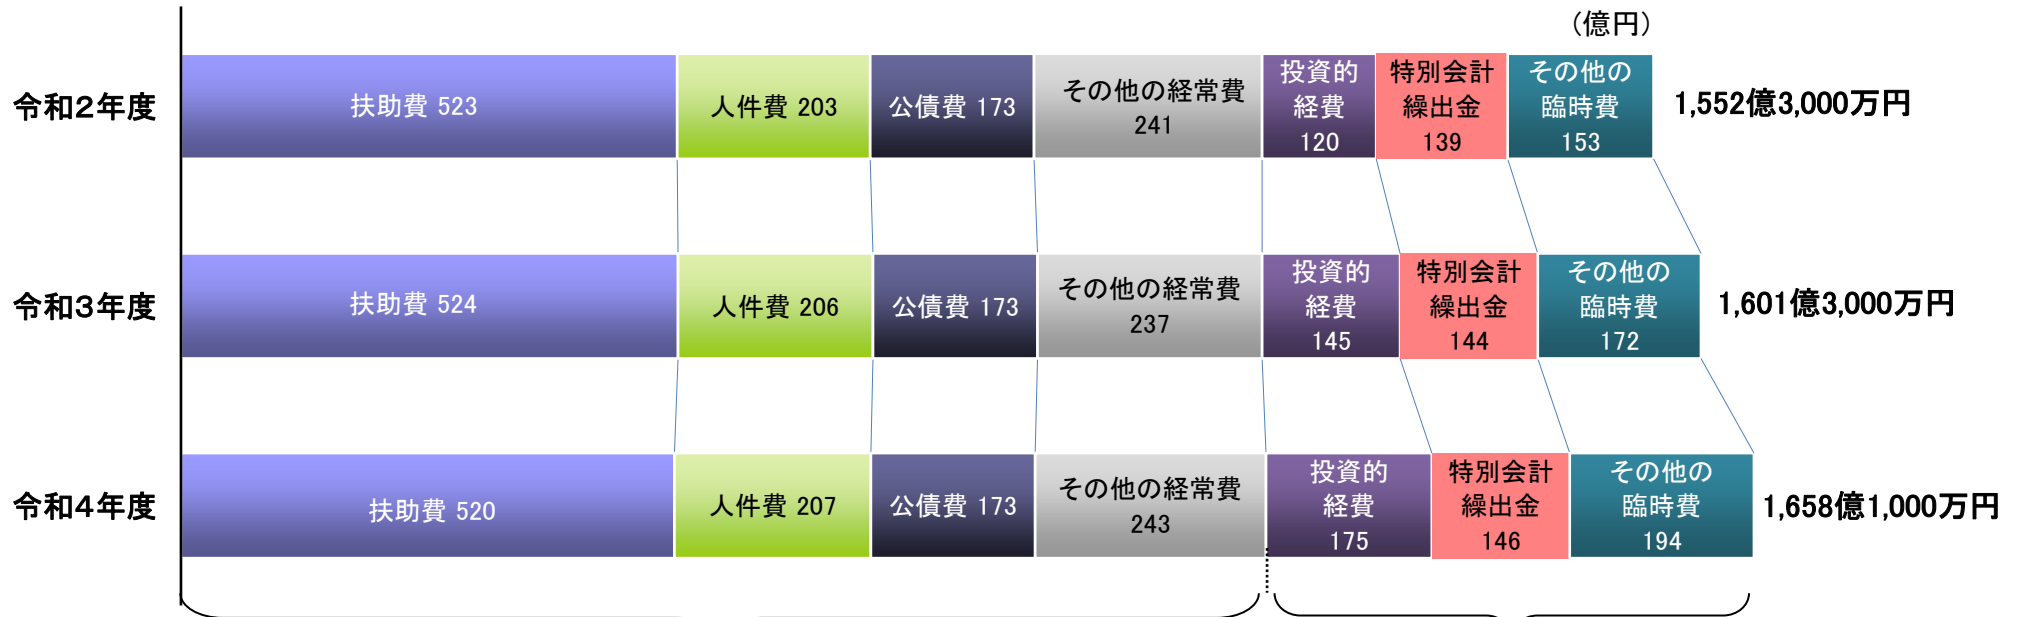 （億円）
令和２年度
扶助費 523
人件費 203
公債費 173
その他の経常費
241
投資的
経費
120
特別会計
繰出金
139
その他の
臨時費
153
1,552億3,000万円
令和３年度
扶助費 524
人件費 206
公債費 173
その他の経常費
237
投資的
経費
145
特別会計
繰出金
144
その他の
臨時費
172
1,601億3,000万円
令和４年度
扶助費 520
人件費 207
公債費 173
その他の経常費
243
投資的
経費
175
特別会計
繰出金
146
その他の
臨時費
194
1,658億1,000万円